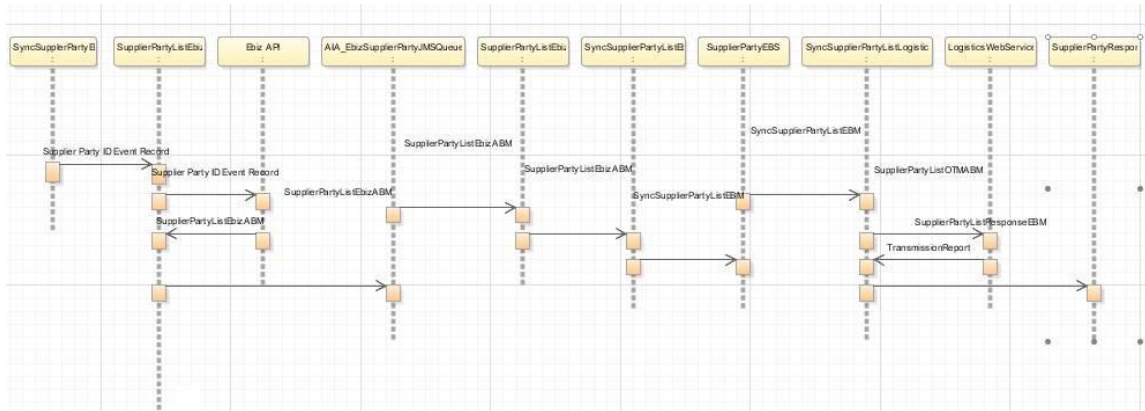 SyncSupplierPartyE
SupplierPartyListEbiz
Ebiz API
AIA_EbizSupplierPartyJMSQueue
SupplierPartyListEbiz
SyncSupplierPartyListE
SupplierPartyEBS
SyncSupplierPartyListLogistic
LogisticsWebService
SupplierPartyRespon
SyncSupplierPartyListEBM
SupplierPartyListEbizABM
Supplier Party ID Event Record
SupplierPartyListEbizABM
SupplierPartyListOTMABM
Supplier Party ID Event Record
SupplierPartyListEbizABM
SyncSupplierPartyListEBM
SupplierPartyListEbizABM
SupplierPartyListResponseEBM
TransmissionReport